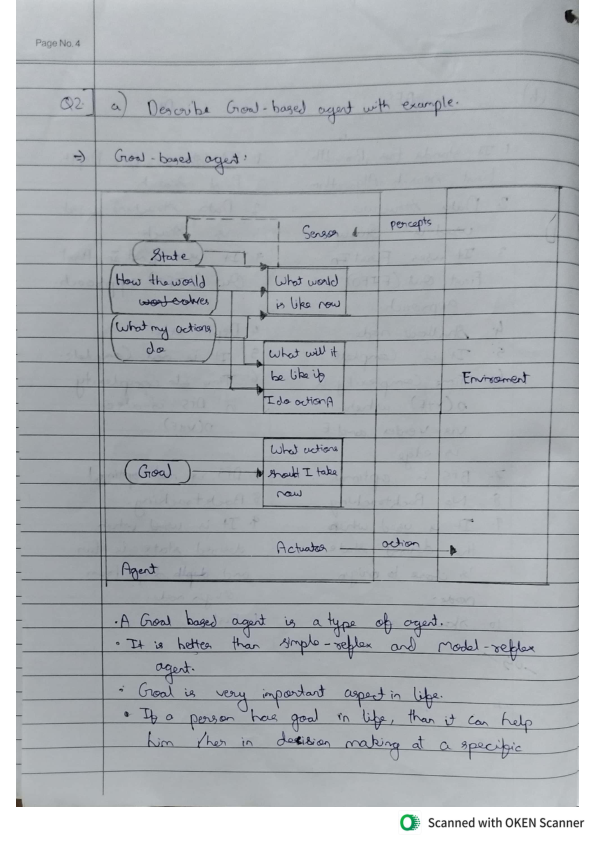 Page No. 4
Q2] a) Describe Goal-based agent with example.
⇒) Goal-based agent:
Sensor percepts
State
How the world
evolves
What world
is like now
What my actions
do
What will it
be like if
I do action A
Enviroment
What actions
should I take
now
Goal
Actuator action
Agent
• A Goal based agent is a type of agent.
• It is better than simple-reflex and model-reflex
agent.
• Goal is very important aspect in life.
• If a person has goal in life, than it can help
him /her in decision making at a specific
Scanned with OKEN Scanner